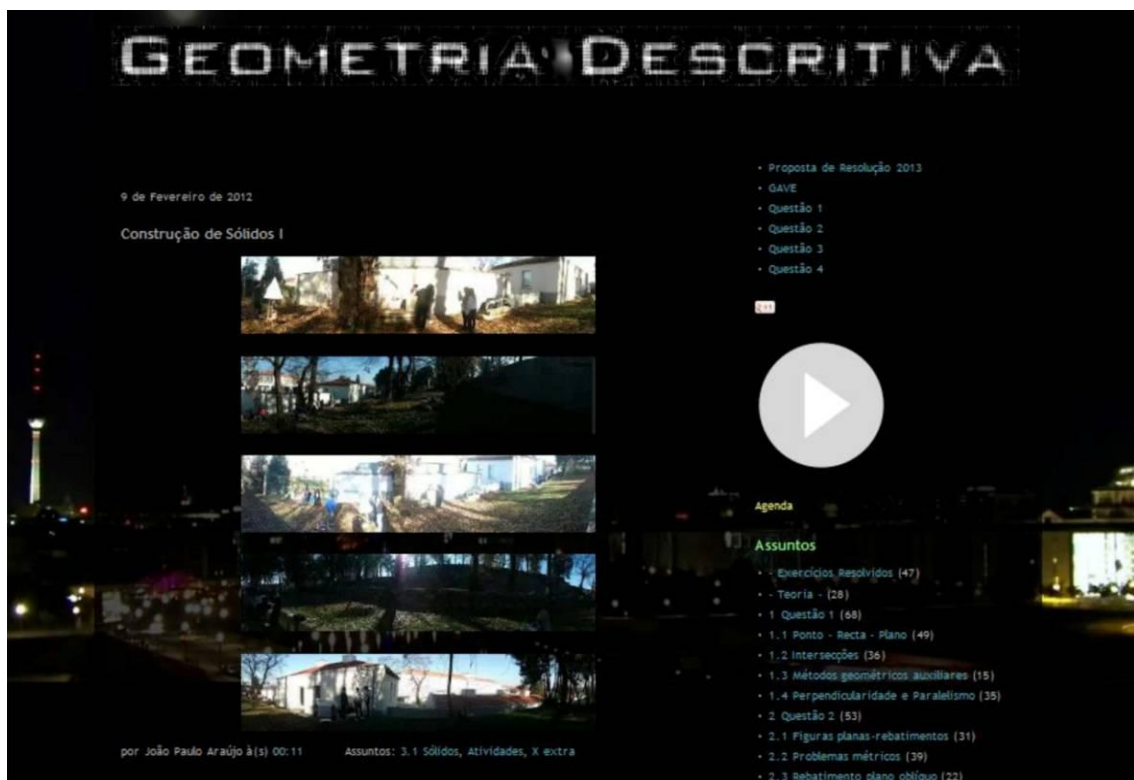 GEOMETRIA DESCRITIVA
9 de Fevereiro de 2012
Construção de Sólidos I
por João Paulo Araújo à(s) 00:11 Assuntos: 3.1 Sólidos, Atividades, X extra
• Proposta de Resolução 2013
• GAVE
• Questão 1
• Questão 2
• Questão 3
• Questão 4
Agenda
Assuntos
• - Exercícios Resolvidos (47)
• - Teoria - (28)
• 1 Questão 1 (68)
• 1.1 Ponto - Recta - Plano (49)
• 1.2 Intersecções (36)
• 1.3 Métodos geométricos auxiliares (15)
• 1.4 Perpendicularidade e Paralelismo (35)
• 2 Questão 2 (53)
• 2.1 Figuras planas-rebatimentos (31)
• 2.2 Problemas métricos (39)
• 2.3 Rebatimento plano oblíquo (22)